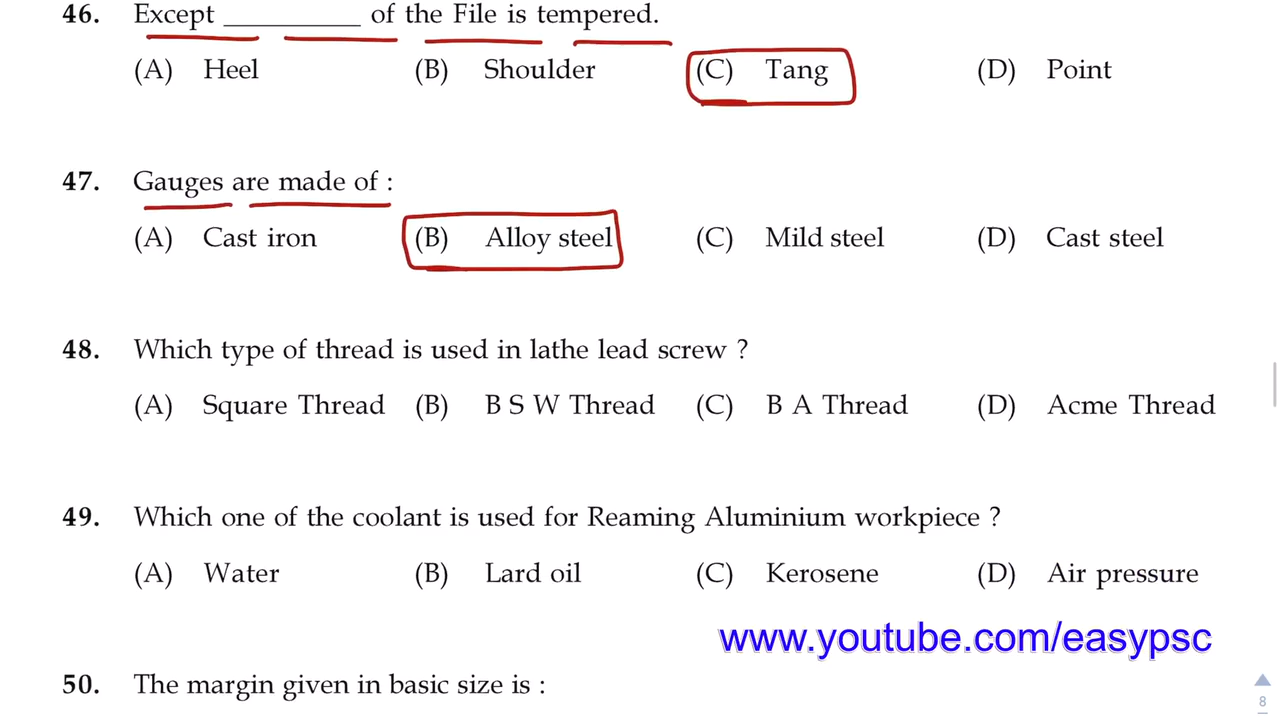 46. Except __________ of the File is tempered.
(A) Heel (B) Shoulder (C) Tang (D) Point
47. Gauges are made of :
(A) Cast iron (B) Alloy steel (C) Mild steel (D) Cast steel
48. Which type of thread is used in lathe lead screw ?
(A) Square Thread (B) B S W Thread (C) B A Thread (D) Acme Thread
49. Which one of the coolant is used for Reaming Aluminium workpiece ?
(A) Water (B) Lard oil (C) Kerosene (D) Air pressure
www.youtube.com/easypsc
50. The margin given in basic size is :
8